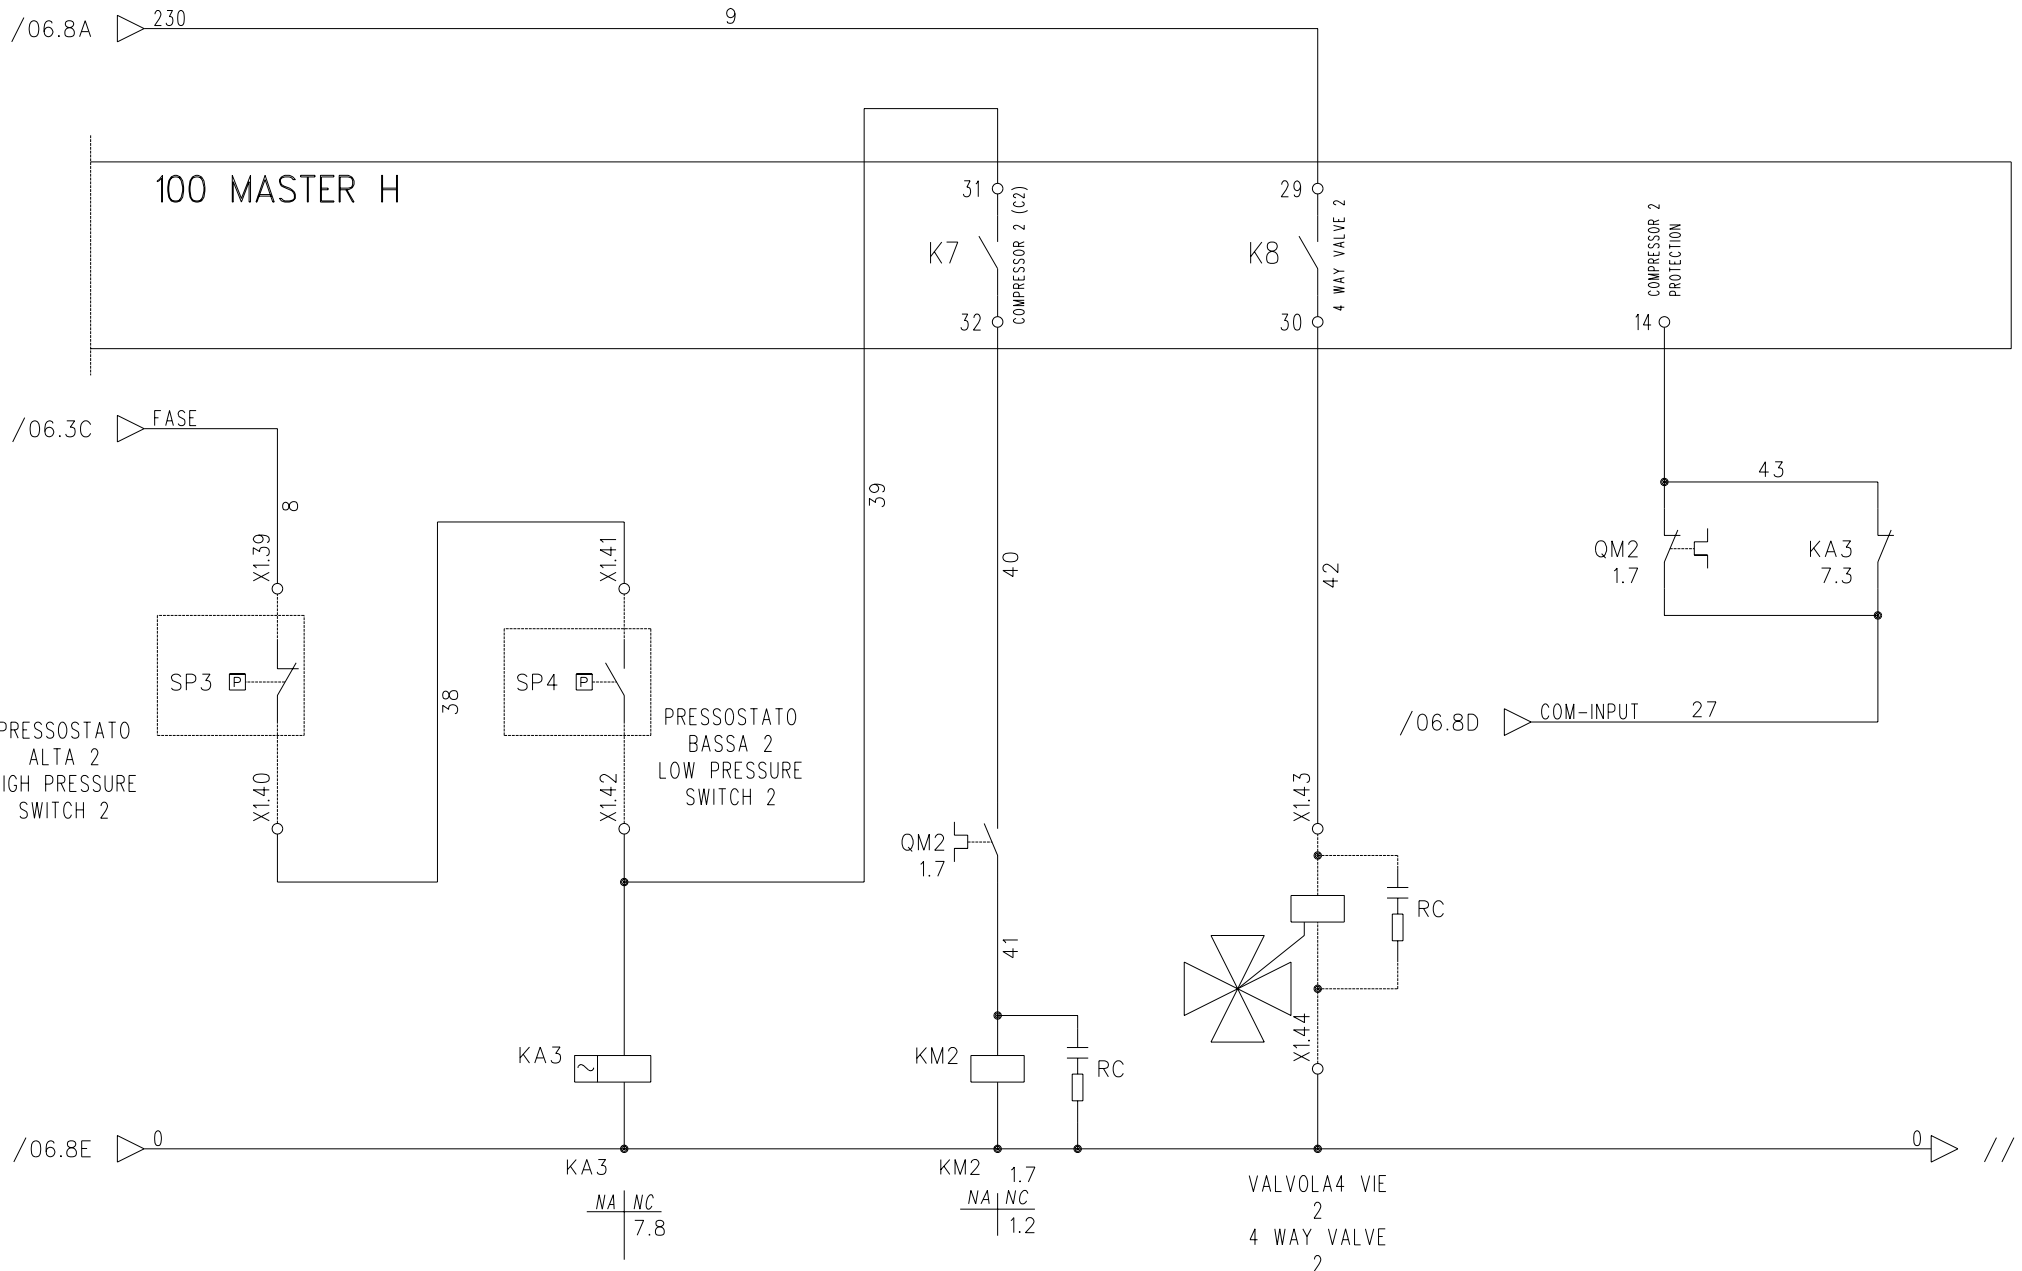 /06.8A
230
9
100 MASTER H
31
K7
32
COMPRESSOR 2 (C2)
29
K8
30
4 WAY VALVE 2
COMPRESSOR 2
PROTECTION
14
/06.3C
FASE
8
X1.39
SP3
P
PRESSOSTATO
ALTA 2
IGH PRESSURE
SWITCH 2
X1.40
38
X1.41
SP4
P
PRESSOSTATO
BASSA 2
LOW PRESSURE
SWITCH 2
X1.42
39
40
QM2
1.7
41
42
43
QM2
1.7
KA3
7.3
/06.8D
COM-INPUT
27
X1.43
RC
X1.44
KA3
~
KM2
RC
/06.8E
0
0
//
KA3
NA NC
7.8
KM2
1.7
NA NC
1.2
VALVOLA4 VIE
2
4 WAY VALVE
2